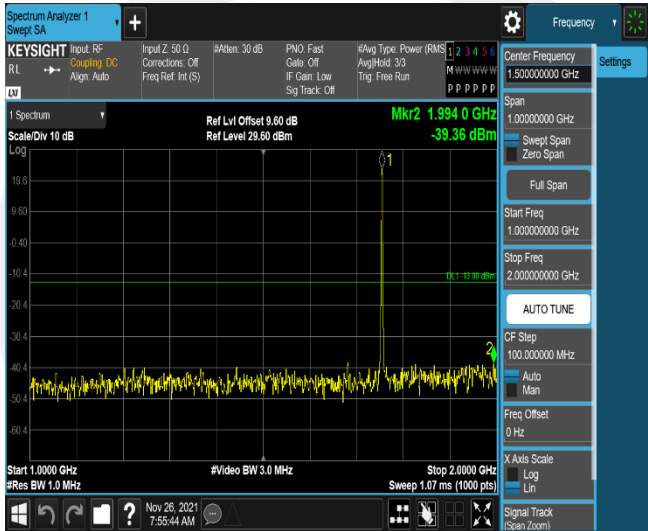 Spectrum Analyzer 1
Swept SA
+
Frequency
KEYSIGHT
RL
LXI
Input: RF
Coupling: DC
Align: Auto
Input Z: 50 Ω
Corrections: Off
Freq Ref: Int (S)
#Atten: 30 dB
PNO: Fast
Gate: Off
IF Gain: Low
Sig Track: Off
#Avg Type: Power (RMS
Avg|Hold: 3/3
Trig: Free Run
1 2 3 4 5 6
M W W W W W
P P P P P P
1 Spectrum
Scale/Div 10 dB
Log
Ref Lvl Offset 9.60 dB
Ref Level 29.60 dBm
Mkr2 1.994 0 GHz
-39.36 dBm
1
19.6
9.60
-0.40
-10.4
DL1 -13.00 dBm
-20.4
-30.4
2
-40.4
-50.4
-60.4
Start 1.0000 GHz
#Res BW 1.0 MHz
#Video BW 3.0 MHz
Stop 2.0000 GHz
Sweep 1.07 ms (1000 pts)
?
Nov 26, 2021
7:55:44 AM
Center Frequency
1.500000000 GHz
Settings
Span
1.00000000 GHz
Swept Span
Zero Span
Full Span
Start Freq
1.000000000 GHz
Stop Freq
2.000000000 GHz
AUTO TUNE
CF Step
100.000000 MHz
Auto
Man
Freq Offset
0 Hz
X Axis Scale
Log
Lin
Signal Track
(Span Zoom)